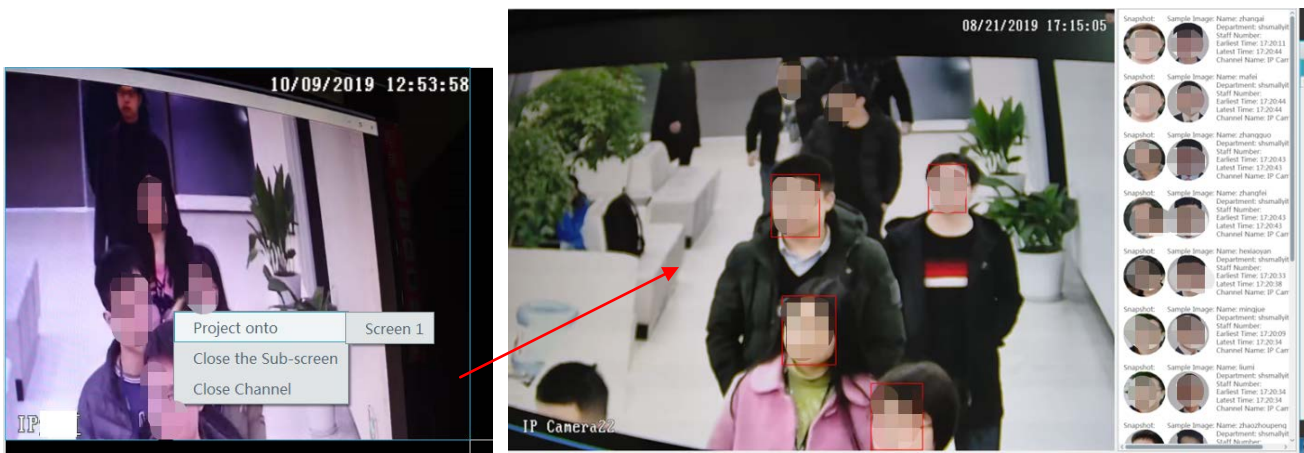 10/09/2019 12:53:58
Project onto
Screen 1
Close the Sub-screen
Close Channel
IP
08/21/2019 17:15:05
IP Camera22
Snapshot: Sample Image: Name: zhangai
Department: shsmallyit
Staff Number:
Earliest Time: 17:20:11
Latest Time: 17:20:44
Channel Name: IP Cam
Snapshot: Sample Image: Name: mafei
Department: shsmallyit
Staff Number:
Earliest Time: 17:20:44
Latest Time: 17:20:44
Channel Name: IP Cam
Snapshot: Sample Image: Name: zhangguo
Department: shsmallyit
Staff Number:
Earliest Time: 17:20:43
Latest Time: 17:20:43
Channel Name: IP Cam
Snapshot: Sample Image: Name: zhangfei
Department: shsmallyit
Staff Number:
Earliest Time: 17:20:43
Latest Time: 17:20:43
Channel Name: IP Cam
Snapshot: Sample Image: Name: hexiaoyan
Department: shsmallyit
Staff Number:
Earliest Time: 17:20:33
Latest Time: 17:20:38
Channel Name: IP Cam
Snapshot: Sample Image: Name: mingjue
Department: shsmallyit
Staff Number:
Earliest Time: 17:20:09
Latest Time: 17:20:34
Channel Name: IP Cam
Snapshot: Sample Image: Name: liumi
Department: shsmallyit
Staff Number:
Earliest Time: 17:20:34
Latest Time: 17:20:34
Channel Name: IP Cam
Snapshot: Sample Image: Name: zhaozhoupeng
Department: shsmallyit
Staff Number: